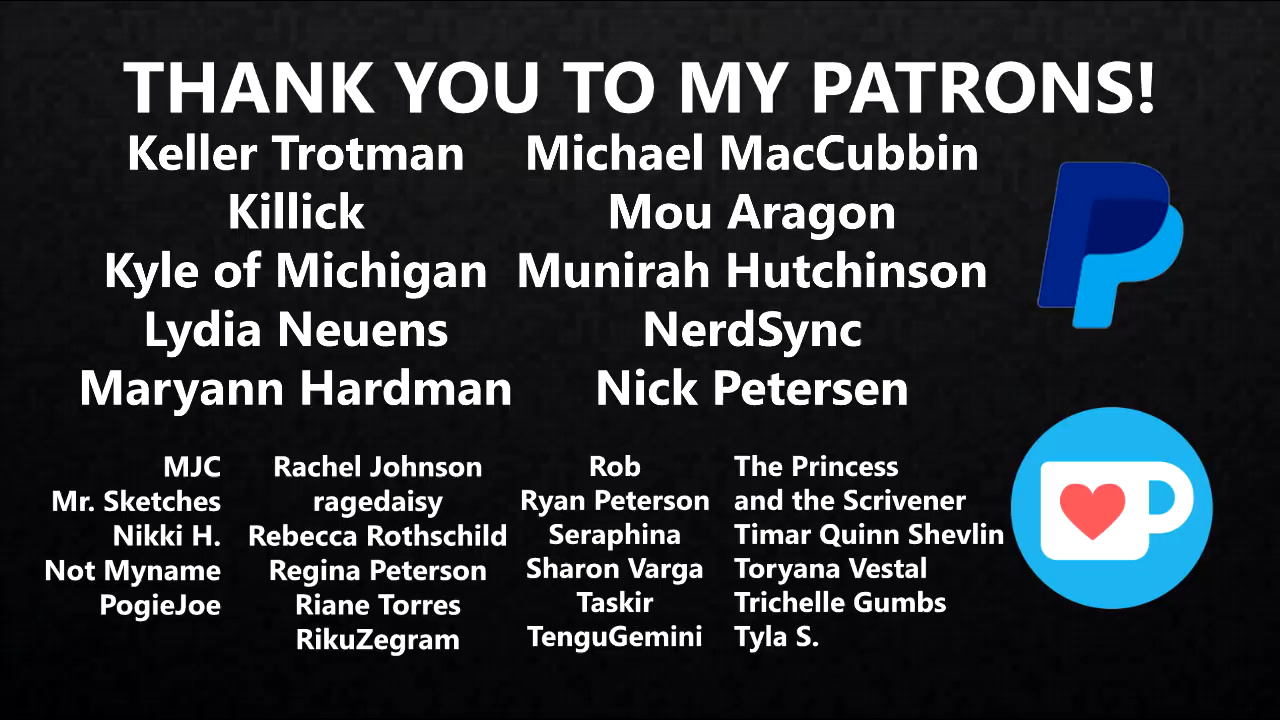 THANK YOU TO MY PATRONS!
Keller Trotman
Killick
Kyle of Michigan
Lydia Neuens
Maryann Hardman
Michael MacCubbin
Mou Aragon
Munirah Hutchinson
NerdSync
Nick Petersen
MJC
Mr. Sketches
Nikki H.
Not Myname
PogieJoe
Rachel Johnson
ragedaisy
Rebecca Rothschild
Regina Peterson
Riane Torres
RikuZegram
Rob
Ryan Peterson
Seraphina
Sharon Varga
Taskir
TenguGemini
The Princess
and the Scrivener
Timar Quinn Shevlin
Toryana Vestal
Trichelle Gumbs
Tyla S.